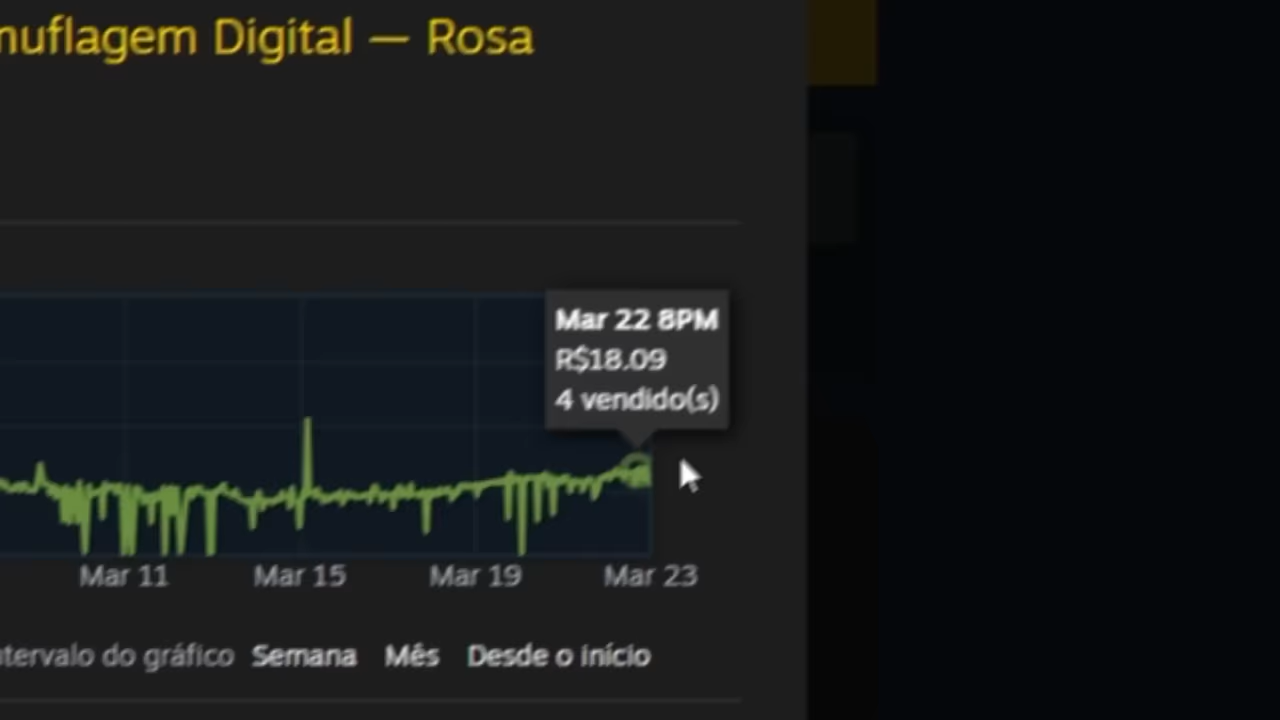 muflagem Digital — Rosa
Mar 22 8PM
R$18.09
4 vendido(s)
Mar 11 Mar 15 Mar 19 Mar 23
ntervalo do gráfico Semana Mês Desde o início